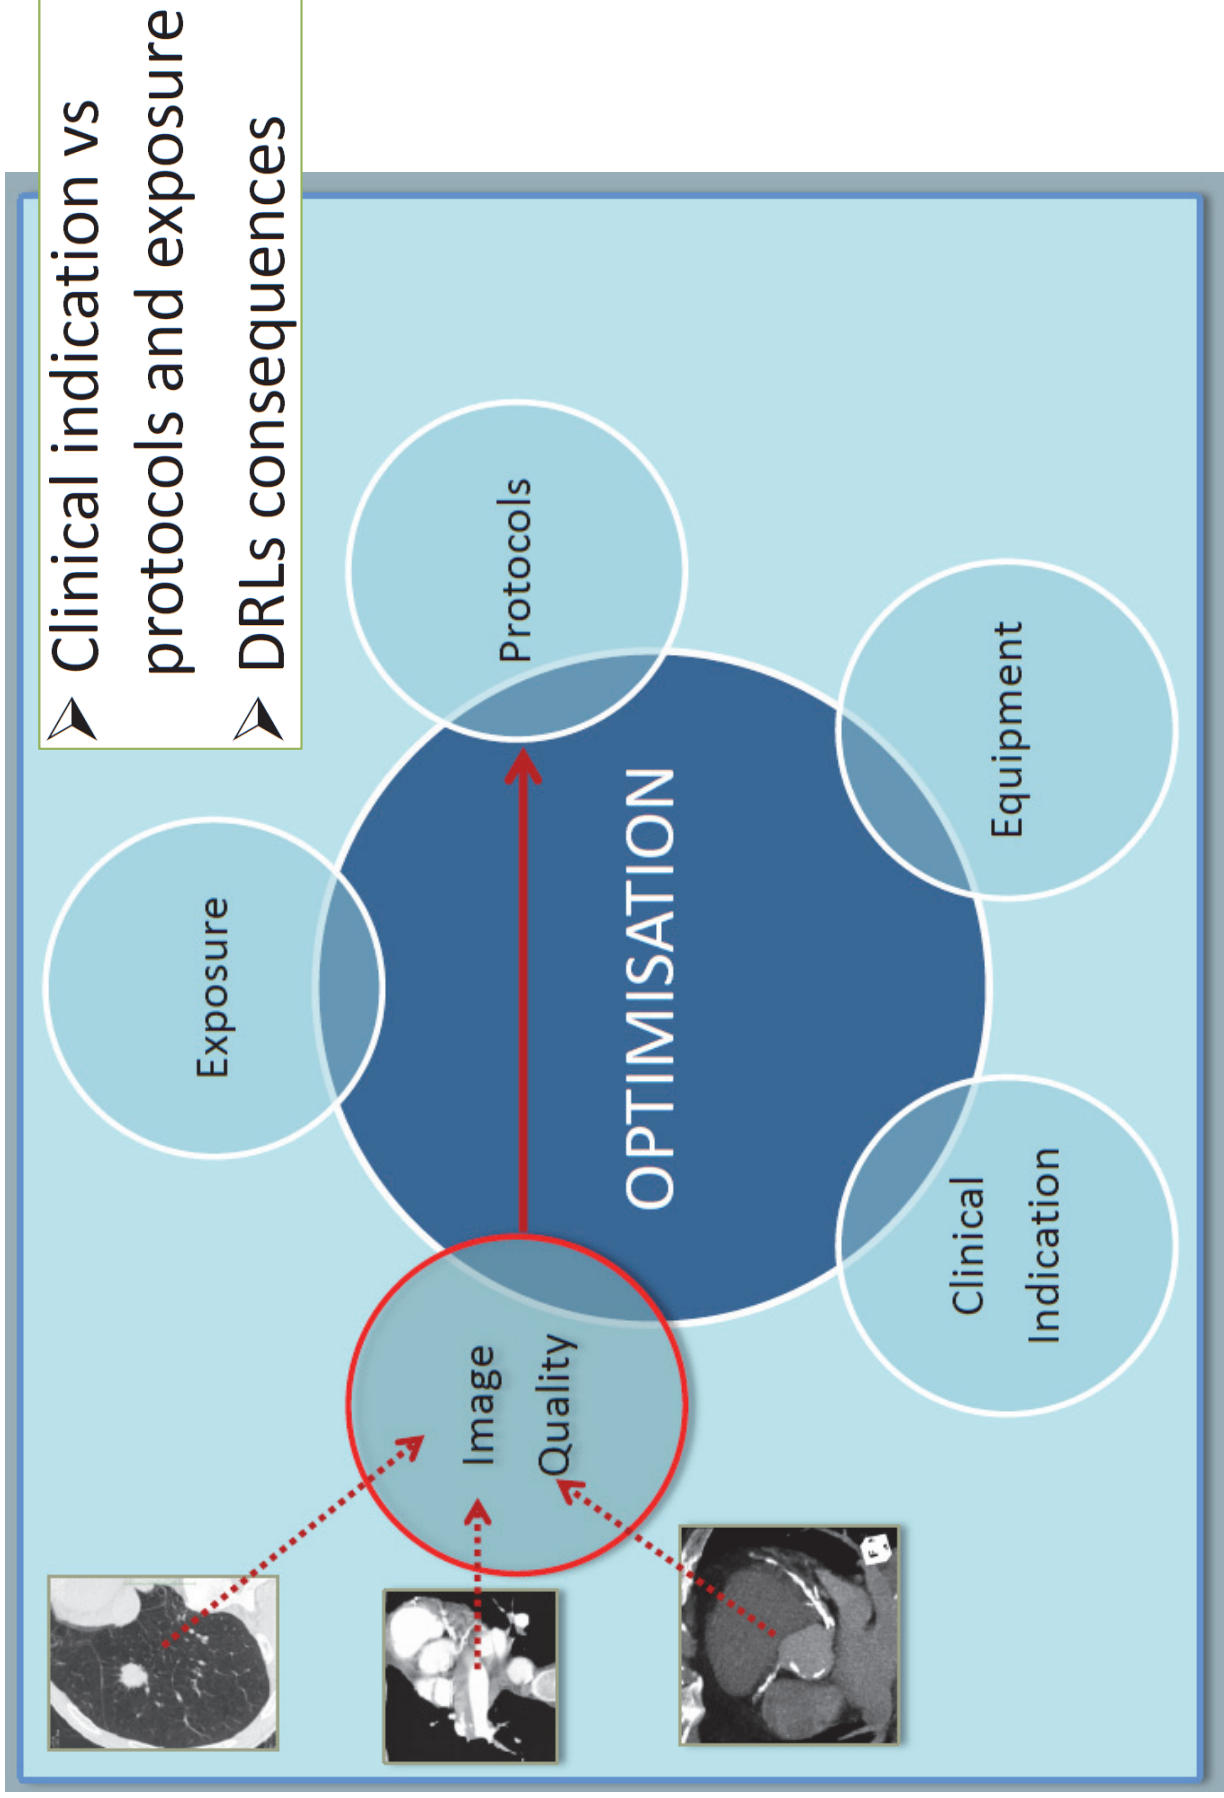 ➢ Clinical indication vs
protocols and exposure
➢ DRLs consequences
Exposure
Image
Quality
Protocols
OPTIMISATION
Clinical
Indication
Equipment
F